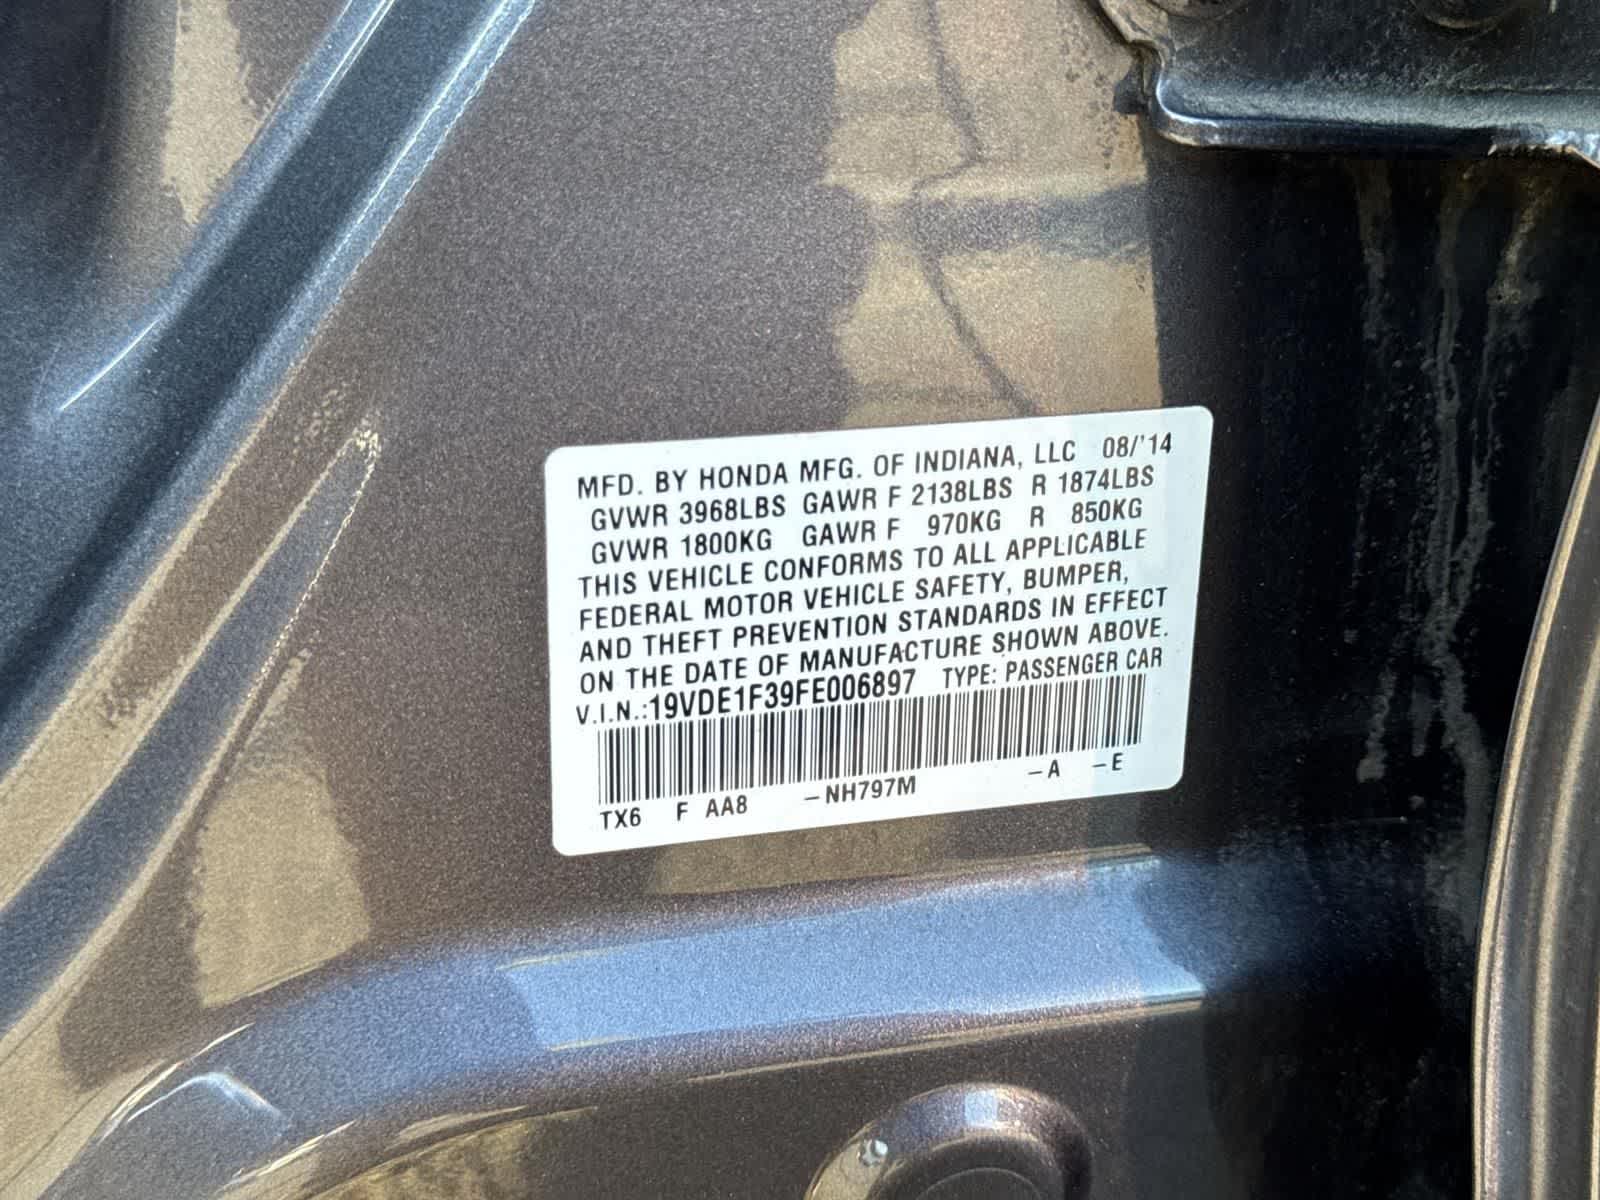 MFD. BY HONDA MFG. OF INDIANA, LLC 08/'14
GVWR 3968LBS GAWR F 2138LBS R 1874LBS
GVWR 1800KG GAWR F 970KG R 850KG
THIS VEHICLE CONFORMS TO ALL APPLICABLE
FEDERAL MOTOR VEHICLE SAFETY, BUMPER,
AND THEFT PREVENTION STANDARDS IN EFFECT
ON THE DATE OF MANUFACTURE SHOWN ABOVE.
V.I.N.:19VDE1F39FE006897 TYPE: PASSENGER CAR
TX6 F AA8 -NH797M -A -E